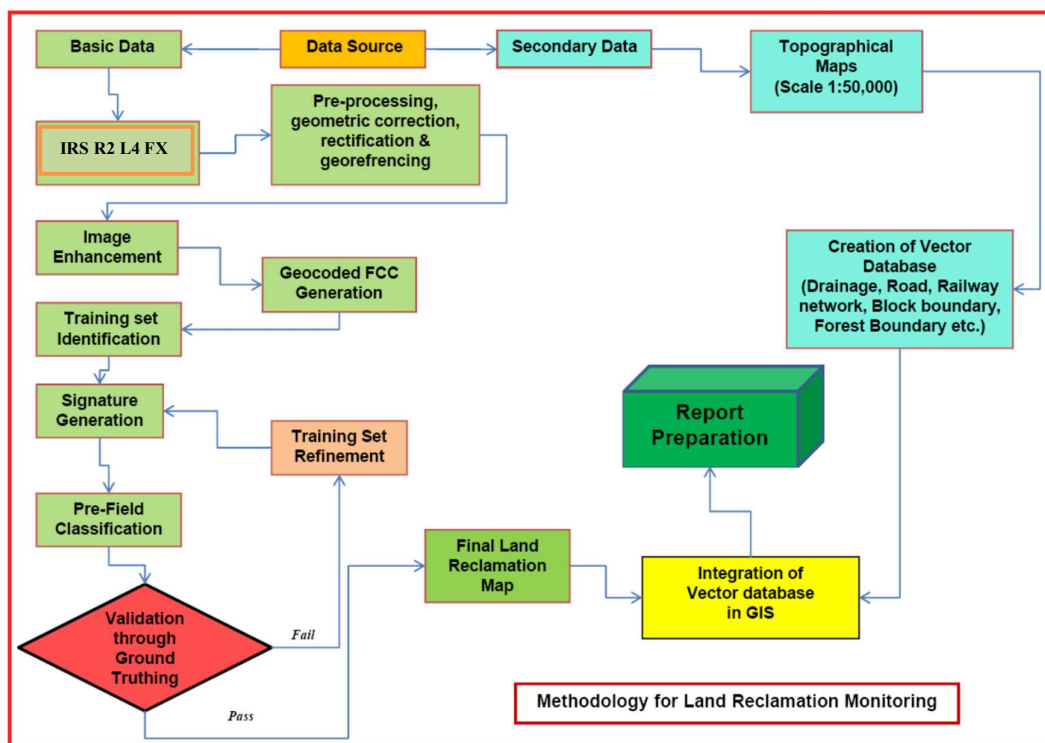 Basic Data
Data Source
Secondary Data
Topographical
Maps
(Scale 1:50,000)
IRS R2 L4 FX
Pre-processing,
geometric correction,
rectification &
georefrencing
Image
Enhancement
Geocoded FCC
Generation
Creation of Vector
Database
(Drainage, Road, Railway
network, Block boundary,
Forest Boundary etc.)
Training set
Identification
Signature
Generation
Training Set
Refinement
Report
Preparation
Pre-Field
Classification
Final Land
Reclamation
Map
Integration of
Vector database
in GIS
Validation
through
Ground
Truthing
Fail
Pass
Methodology for Land Reclamation Monitoring